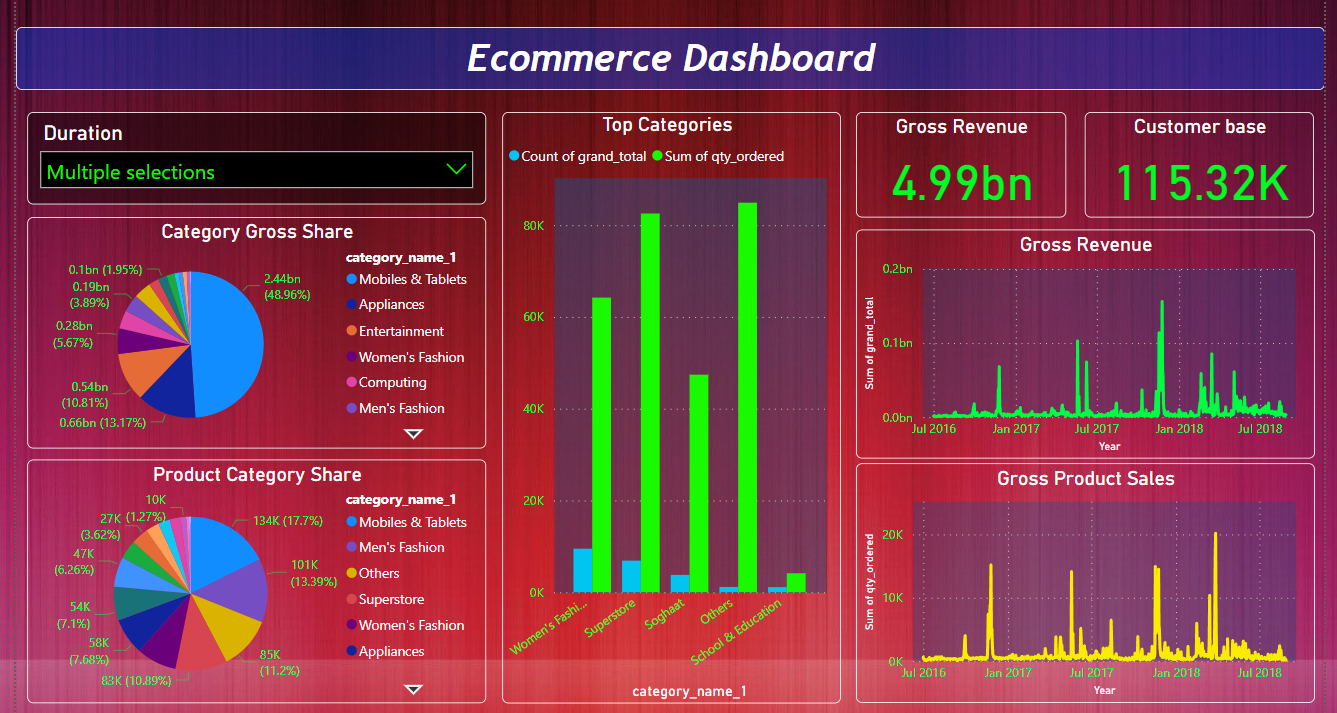 Ecommerce Dashboard
Duration
Multiple selections
Category Gross Share
category_name_1
Mobiles & Tablets
Appliances
Entertainment
Women's Fashion
Computing
Men's Fashion
2.44bn
(48.96%)
0.66bn (13.17%)
0.54bn
(10.81%)
0.28bn
(5.67%)
0.19bn
(3.89%)
0.1bn (1.95%)
Product Category Share
category_name_1
Mobiles & Tablets
Men's Fashion
Others
Superstore
Women's Fashion
Appliances
134K (17.7%)
101K
(13.39%)
85K
(11.2%)
83K (10.89%)
58K
(7.68%)
54K
(7.1%)
47K
(6.26%)
27K
(3.62%)
10K
(1.27%)
Top Categories
Count of grand_total
Sum of qty_ordered
80K
60K
40K
20K
0K
Women's Fashi...
Superstore
Soghaat
Others
School & Education
category_name_1
Gross Revenue
4.99bn
Customer base
115.32K
Gross Revenue
Sum of grand_total
0.2bn
0.1bn
0.0bn
Jul 2016
Jan 2017
Jul 2017
Jan 2018
Jul 2018
Year
Gross Product Sales
Sum of qty_ordered
20K
10K
0K
Jul 2016
Jan 2017
Jul 2017
Jan 2018
Jul 2018
Year